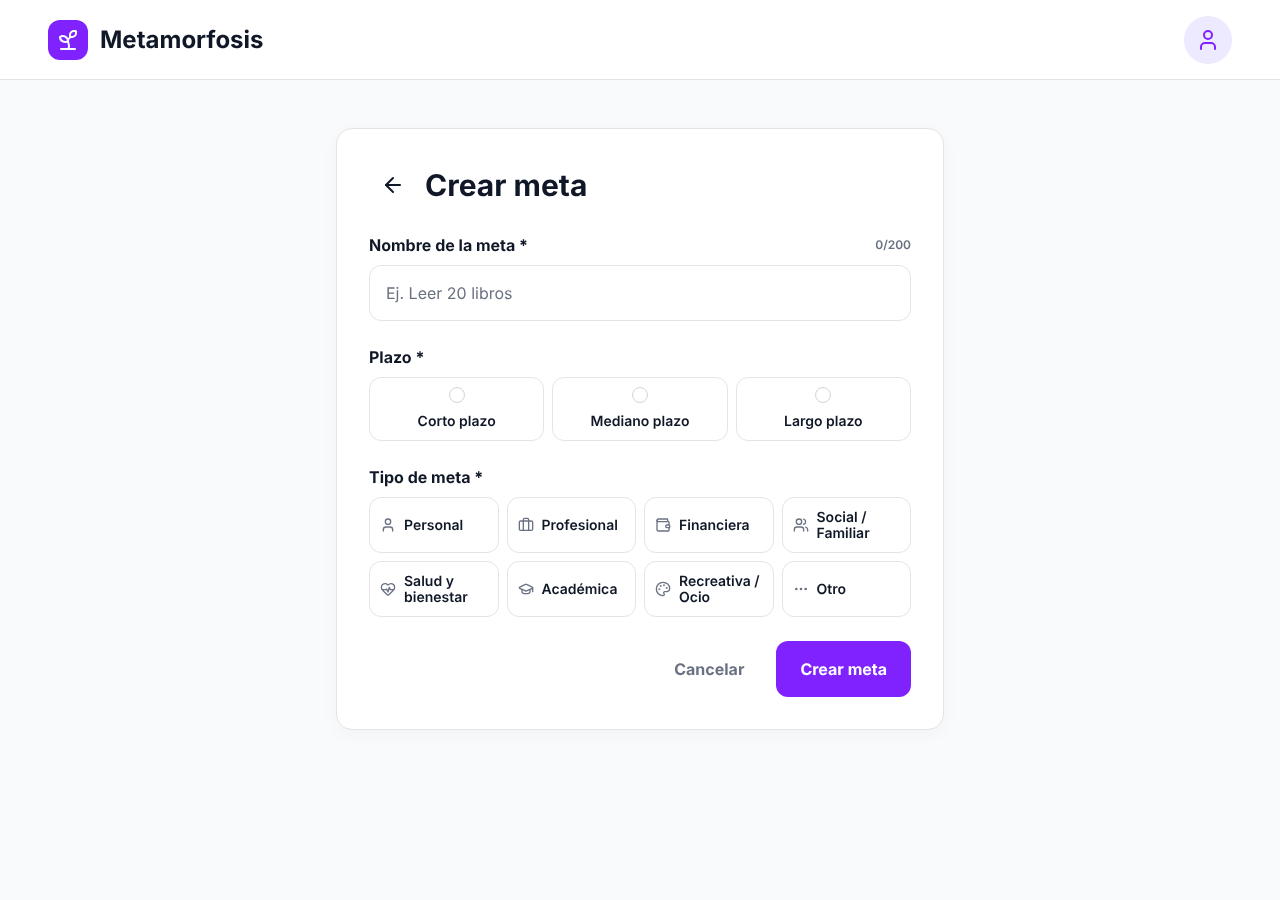 Metamorfosis
Crear meta
Nombre de la meta *
0/200
Ej. Leer 20 libros
Plazo *
Corto plazo
Mediano plazo
Largo plazo
Tipo de meta *
Personal
Profesional
Financiera
Social /
Familiar
Salud y
bienestar
Académica
Recreativa /
Ocio
Otro
Cancelar
Crear meta